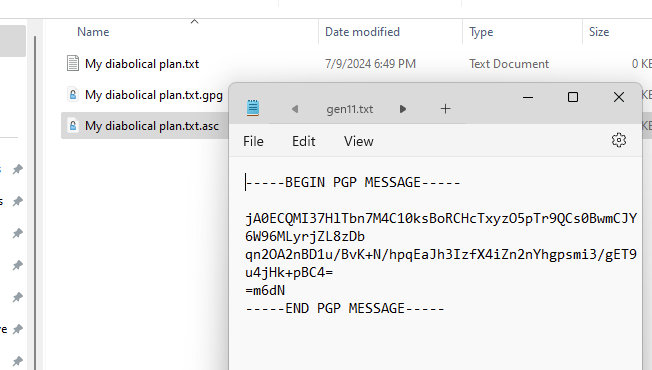 Name Date modified Type Size
My diabolical plan.txt 7/9/2024 6:49 PM Text Document 0
My diabolical plan.txt.gpg
My diabolical plan.txt.asc
gen11.txt
File Edit View
-----BEGIN PGP MESSAGE-----
jA0ECQMI37HlTbn7M4C10ksBoRCHcTxyzO5pTr9QCs0BwmCJY
6W96MLyrjZL8zDb
qn2OA2nBD1u/BvK+N/hpqEaJh3IzfX4iZn2nYhgpsmi3/gET9
u4jHk+pBC4=
=m6dN
-----END PGP MESSAGE-----